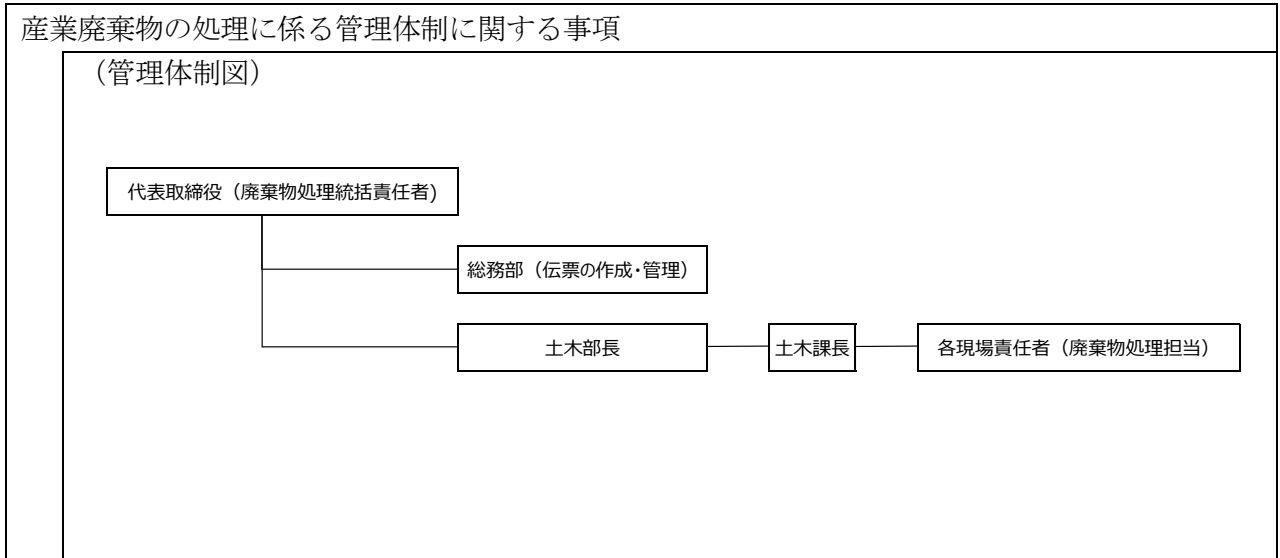 産業廃棄物の処理に係る管理体制に関する事項
（管理体制図）
代表取締役（廃棄物処理統括責任者)
総務部（伝票の作成・管理）
土木部長
土木課長
各現場責任者（廃棄物処理担当）